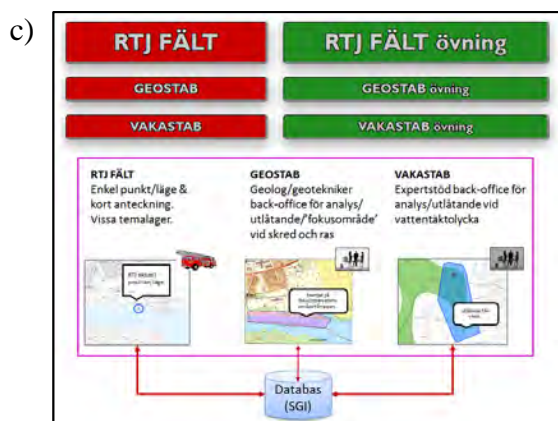 c)
RTJ FÄLT
RTJ FÄLT övning
GEOSTAB
GEOSTAB övning
VAKASTAB
VAKASTAB övning
RTJ FÄLT
Enkel punkt/läge &
kort anteckning.
Vissa temalager.
GEOSTAB
Geolog/geotekniker
back-office för analys/
utlåtande/'fokusområde'
vid skred och ras
VAKASTAB
Expertstöd back-office för
analys/utlåtande vid
vattentäktolycka
Databas
(SGI)